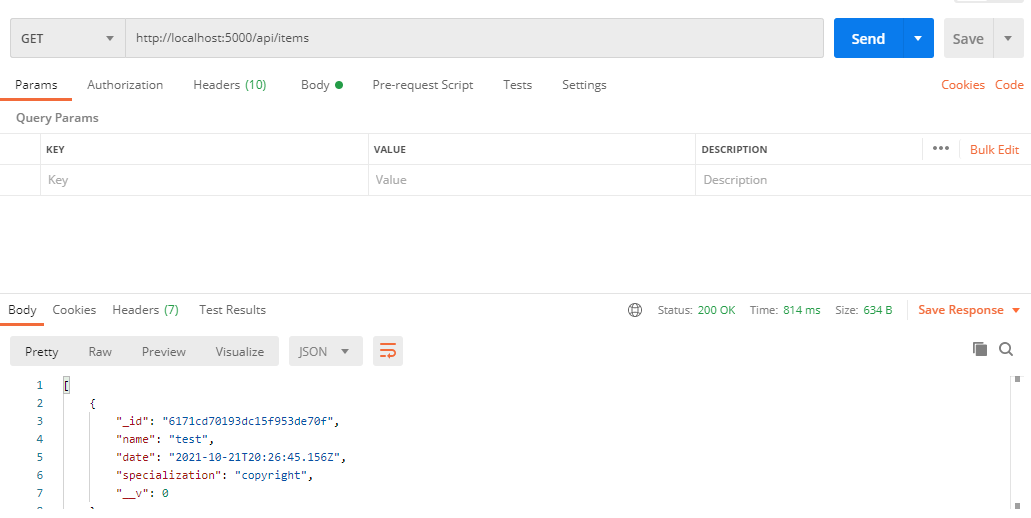 GET http://localhost:5000/api/items Send Save
Params Authorization Headers (10) Body Pre-request Script Tests Settings Cookies Code
Query Params
KEY VALUE DESCRIPTION ••• Bulk Edit
Key Value Description
Body Cookies Headers (7) Test Results Status: 200 OK Time: 814 ms Size: 634 B Save Response
Pretty Raw Preview Visualize JSON
1 [
2 {
3 "_id": "6171cd70193dc15f953de70f",
4 "name": "test",
5 "date": "2021-10-21T20:26:45.156Z",
6 "specialization": "copyright",
7 "__v": 0